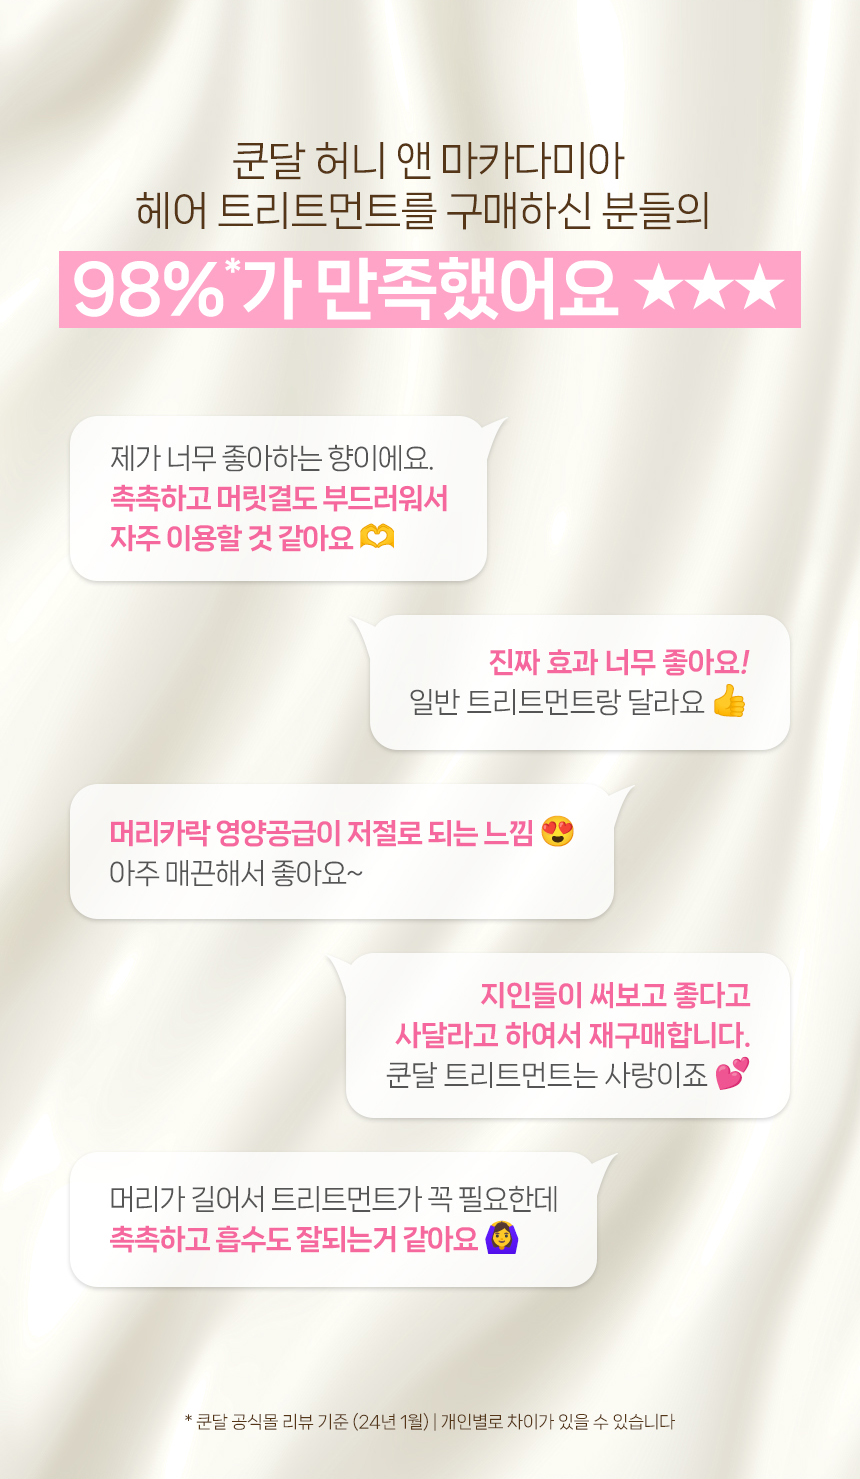 쿤달 허니 앤 마카다미아
헤어 트리트먼트를 구매하신 분들의
98%*가 만족했어요 ★★★
제가 너무 좋아하는 향이에요.
촉촉하고 머릿결도 부드러워서
자주 이용할 것 같아요 🫶
진짜 효과 너무 좋아요!
일반 트리트먼트랑 달라요 👍
머리카락 영양공급이 저절로 되는 느낌 😍
아주 매끈해서 좋아요~
지인들이 써보고 좋다고
사달라고 하여서 재구매합니다.
쿤달 트리트먼트는 사랑이죠 💕
머리가 길어서 트리트먼트가 꼭 필요한데
촉촉하고 흡수도 잘되는거 같아요 🙆‍♀️
* 쿤달 공식몰 리뷰 기준 (24년 1월) | 개인별로 차이가 있을 수 있습니다